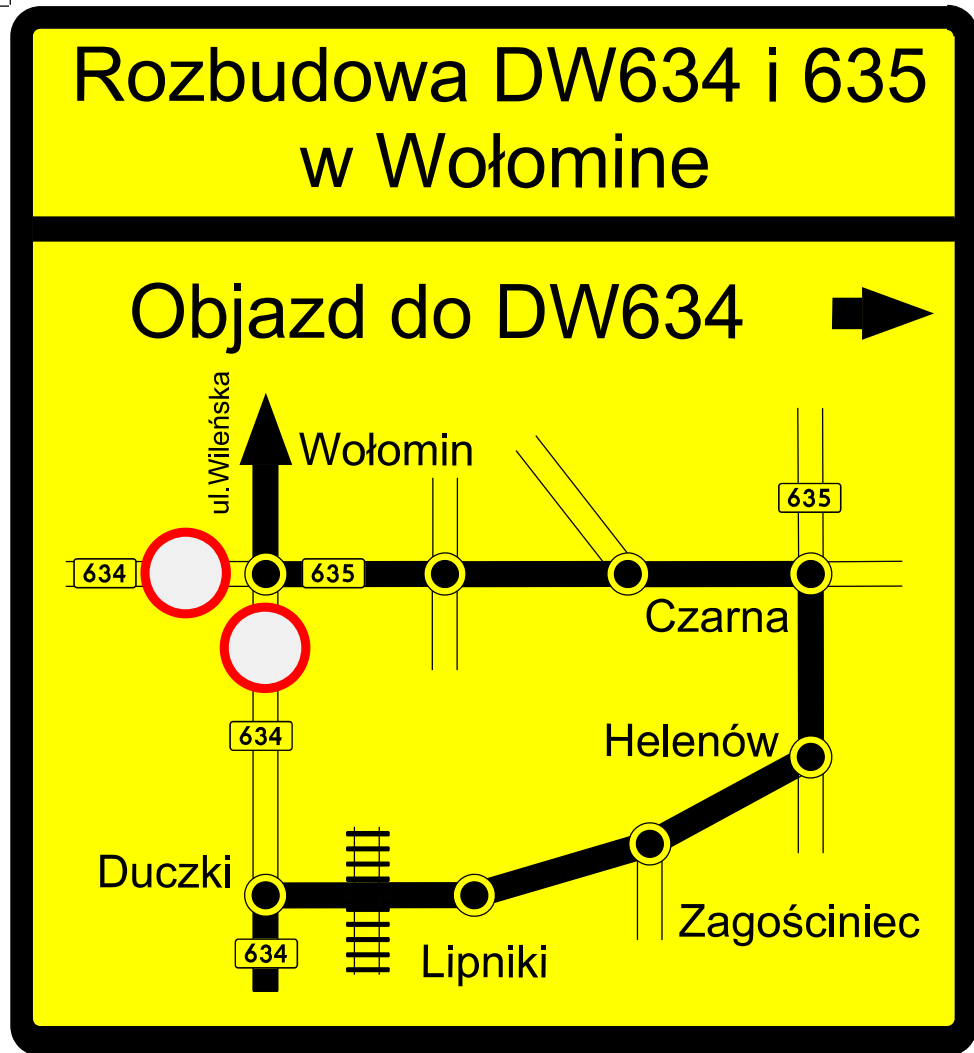 Rozbudowa DW634 i 635
w Wołomine
Objazd do DW634
ul.Wileńska
Wołomin
635
634
635
Czarna
634
Helenów
Duczki
Zagościniec
634
Lipniki